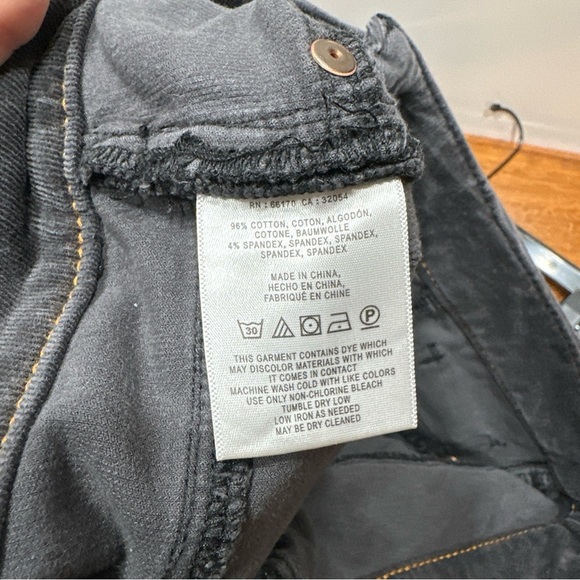 RN : 66170 CA : 32054
96% COTTON, COTON, ALGODÓN,
COTONE, BAUMWOLLE
4% SPANDEX, SPANDEX, SPANDEX,
SPANDEX, SPANDEX
MADE IN CHINA,
HECHO EN CHINA,
FABRIQUÉ EN CHINE
30 P
THIS GARMENT CONTAINS DYE WHICH
MAY DISCOLOR MATERIALS WITH WHICH
IT COMES IN CONTACT
MACHINE WASH COLD WITH LIKE COLORS
USE ONLY NON-CHLORINE BLEACH
TUMBLE DRY LOW
LOW IRON AS NEEDED
MAY BE DRY CLEANED